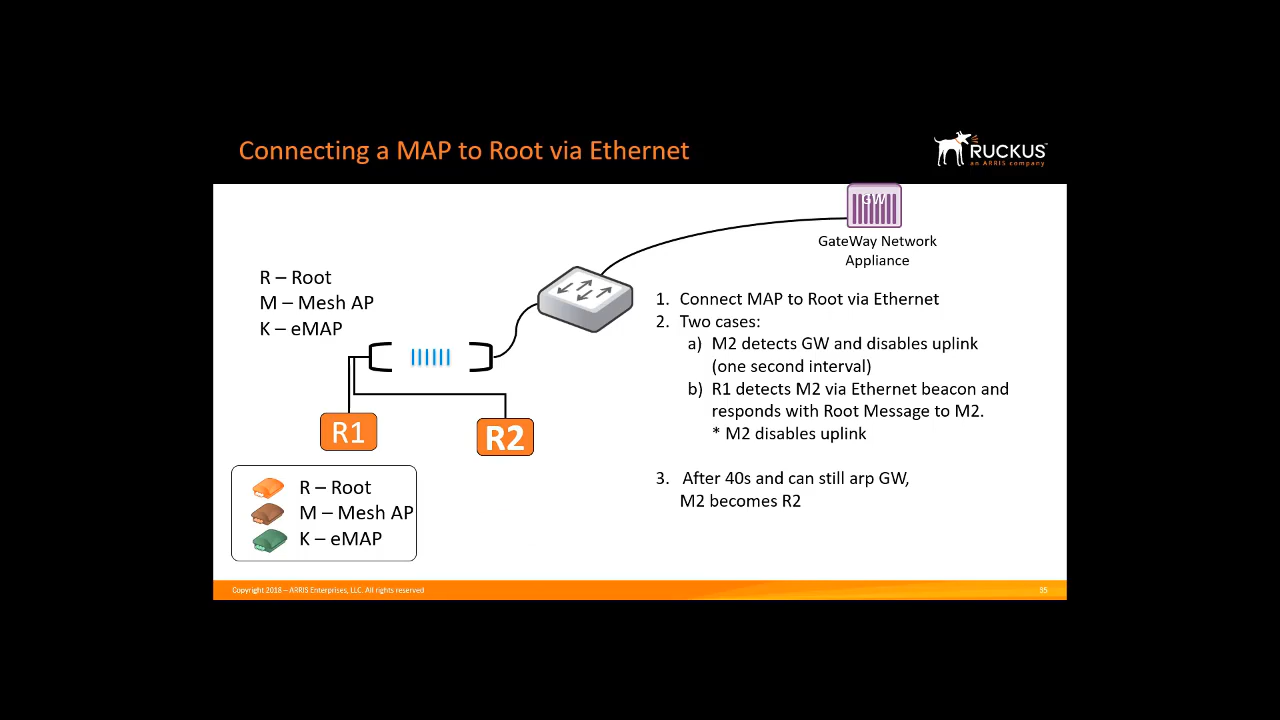 Connecting a MAP to Root via Ethernet
RUCKUS
an ARRIS company
GW
GateWay Network
Appliance
R – Root
M – Mesh AP
K – eMAP
1. Connect MAP to Root via Ethernet
2. Two cases:
a) M2 detects GW and disables uplink
(one second interval)
b) R1 detects M2 via Ethernet beacon and
responds with Root Message to M2.
* M2 disables uplink
3. After 40s and can still arp GW,
M2 becomes R2
R1
R2
R – Root
M – Mesh AP
K – eMAP
Copyright 2018 – ARRIS Enterprises, LLC. All rights reserved
35